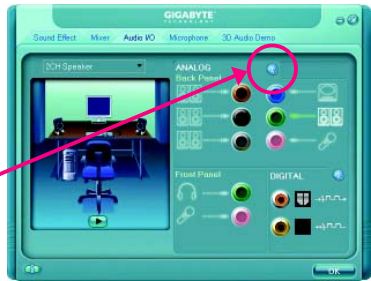 GIGABYTE
TECHNOLOGY
Sound Effect Mixer Audio I/O Microphone 3D Audio Demo
2CH Speaker
ANALOG
Back Panel
Front Panel
DIGITAL
OK